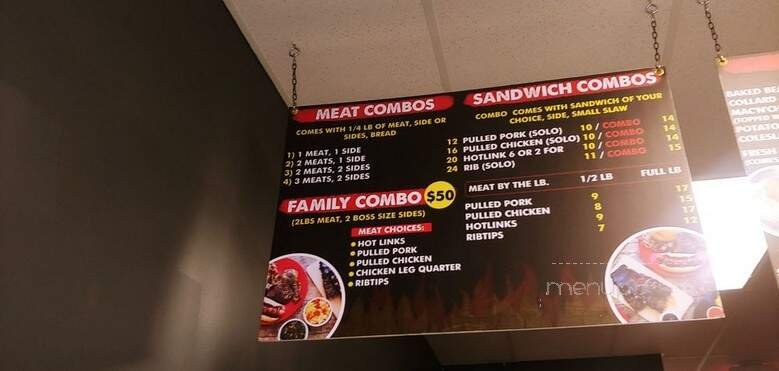 MEAT COMBOS
COMES WITH 1/4 LB OF MEAT, SIDE OR
SIDES, BREAD
1) 1 MEAT, 1 SIDE 12
2) 2 MEATS, 1 SIDE 16
3) 2 MEATS, 2 SIDES 20
4) 3 MEATS, 2 SIDES 24
FAMILY COMBO $50
(2LBS MEAT, 2 BOSS SIZE SIDES)
MEAT CHOICES:
HOT LINKS
PULLED PORK
PULLED CHICKEN
CHICKEN LEG QUARTER
RIBTIPS
SANDWICH COMBOS
COMBO COMES WITH SANDWICH OF YOUR
CHOICE, SIDE, SMALL SLAW
PULLED PORK (SOLO) 10 / COMBO 14
PULLED CHICKEN (SOLO) 10 / COMBO 14
HOTLINK 6 OR 2 FOR 10 / COMBO 14
RIB (SOLO) 11 / COMBO 15
MEAT BY THE LB. 1/2 LB FULL LB
PULLED PORK 9 17
PULLED CHICKEN 8 15
HOTLINKS 9 17
RIBTIPS 7 12
BAKED
COLLARD
(TOPPED
FRESH
menu